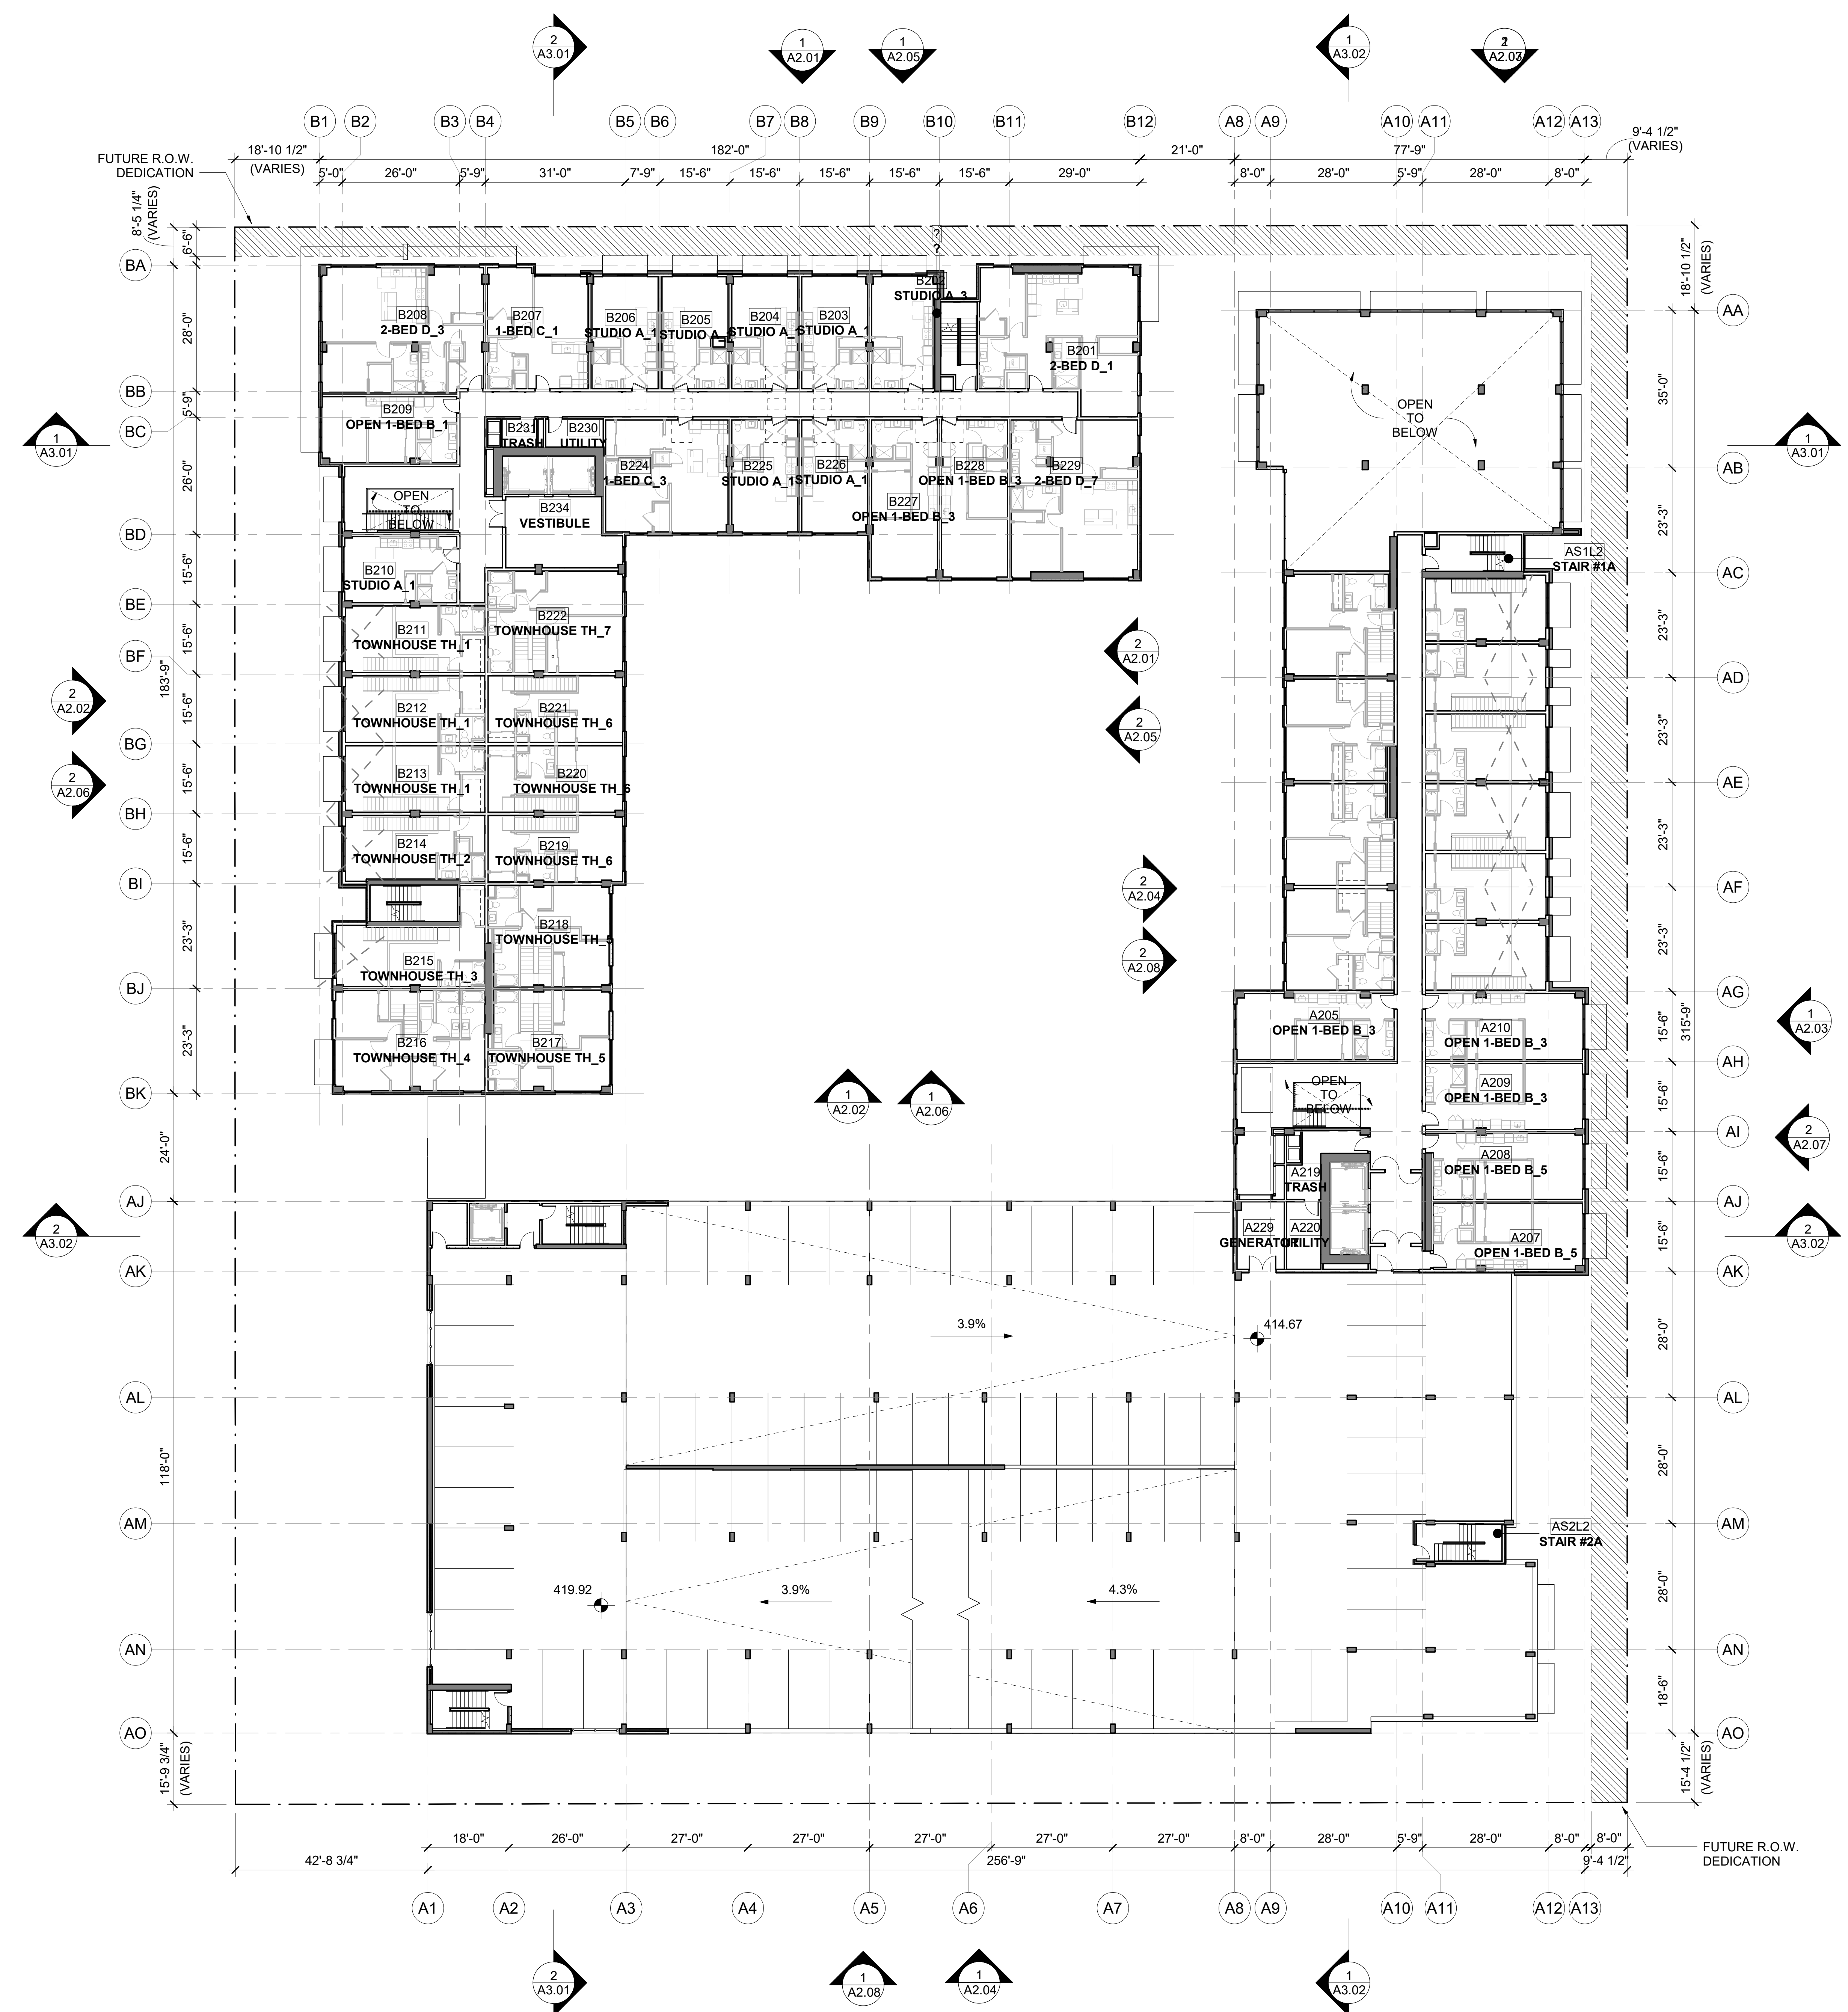 2
A3.01
1
A2.01
1
A2.05
1
A3.02
A2.0
B1
B2
B3
B4
B5
B6
B7
B8
B9
B10
B11
B12
A8
A9
A10
A11
A12
A13
FUTURE R.O.W.
DEDICATION
18'-10 1/2"
(VARIES)
182'-0"
21'-0"
77'-9"
9'-4 1/2"
(VARIES)
5'-0"
26'-0"
5'-9"
31'-0"
7'-9"
15'-6"
15'-6"
15'-6"
15'-6"
15'-6"
29'-0"
8'-0"
28'-0"
5'-9"
28'-0"
8'-0"
8'-5 1/4"
(VARIES)
6'-6"
28'-0"
5'-9"
26'-0"
15'-6"
15'-6"
15'-6"
15'-6"
15'-6"
23'-3"
23'-3"
183'-9"
24'-0"
118'-0"
15'-9 3/4"
(VARIES)
BA
BB
BC
BD
BE
BF
BG
BH
BI
BJ
BK
AJ
AK
AL
AM
AN
AO
1
A3.01
2
A2.02
2
A2.06
2
A3.02
?
?
B208
2-BED D_3
B207
1-BED C_1
B206
STUDIO A_1
B205
STUDIO A_
B204
STUDIO A_1
B203
STUDIO A_1
B202
STUDIO A_3
B201
2-BED D_1
B209
OPEN 1-BED B_1
B231
TRASH
B230
UTILITY
B224
1-BED C_3
B225
STUDIO A_1
B226
STUDIO A_1
B227
OPEN 1-BED B_3
B228
OPEN 1-BED B_3
B229
2-BED D_7
OPEN
TO
BELOW
B234
VESTIBULE
B210
STUDIO A_1
B211
TOWNHOUSE TH_1
B222
TOWNHOUSE TH_7
B212
TOWNHOUSE TH_1
B221
TOWNHOUSE TH_6
B213
TOWNHOUSE TH_1
B220
TOWNHOUSE TH_6
B214
TOWNHOUSE TH_2
B219
TOWNHOUSE TH_6
B218
TOWNHOUSE TH_5
B215
TOWNHOUSE TH_3
B216
TOWNHOUSE TH_4
B217
TOWNHOUSE TH_5
2
A2.01
2
A2.05
2
A2.04
2
A2.08
1
A2.02
1
A2.06
OPEN
TO
BELOW
AS1L2
STAIR #1A
A205
OPEN 1-BED B_3
A210
OPEN 1-BED B_3
A209
OPEN 1-BED B_3
OPEN
TO
BELOW
A208
OPEN 1-BED B_5
A219
TRASH
A229
GENERATOR
A220
UTILITY
A207
OPEN 1-BED B_5
3.9%
414.67
419.92
3.9%
4.3%
AS2L2
STAIR #2A
18'-10 1/2"
(VARIES)
35'-0"
23'-3"
23'-3"
23'-3"
23'-3"
23'-3"
15'-6"
15'-6"
15'-6"
15'-6"
315'-9"
28'-0"
28'-0"
28'-0"
18'-6"
15'-4 1/2"
(VARIES)
AA
AB
AC
AD
AE
AF
AG
AH
AI
AJ
AK
AL
AM
AN
AO
1
A3.01
1
A2.03
2
A2.07
2
A3.02
18'-0"
26'-0"
27'-0"
27'-0"
27'-0"
27'-0"
27'-0"
8'-0"
28'-0"
5'-9"
28'-0"
8'-0"
8'-0"
42'-8 3/4"
256'-9"
9'-4 1/2"
FUTURE R.O.W.
DEDICATION
A1
A2
A3
A4
A5
A6
A7
A8
A9
A10
A11
A12
A13
2
A3.01
1
A2.08
1
A2.04
1
A3.02